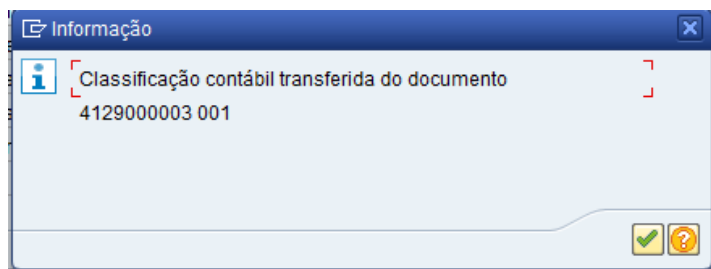 Informação
Classificação contábil transferida do documento
4129000003 001